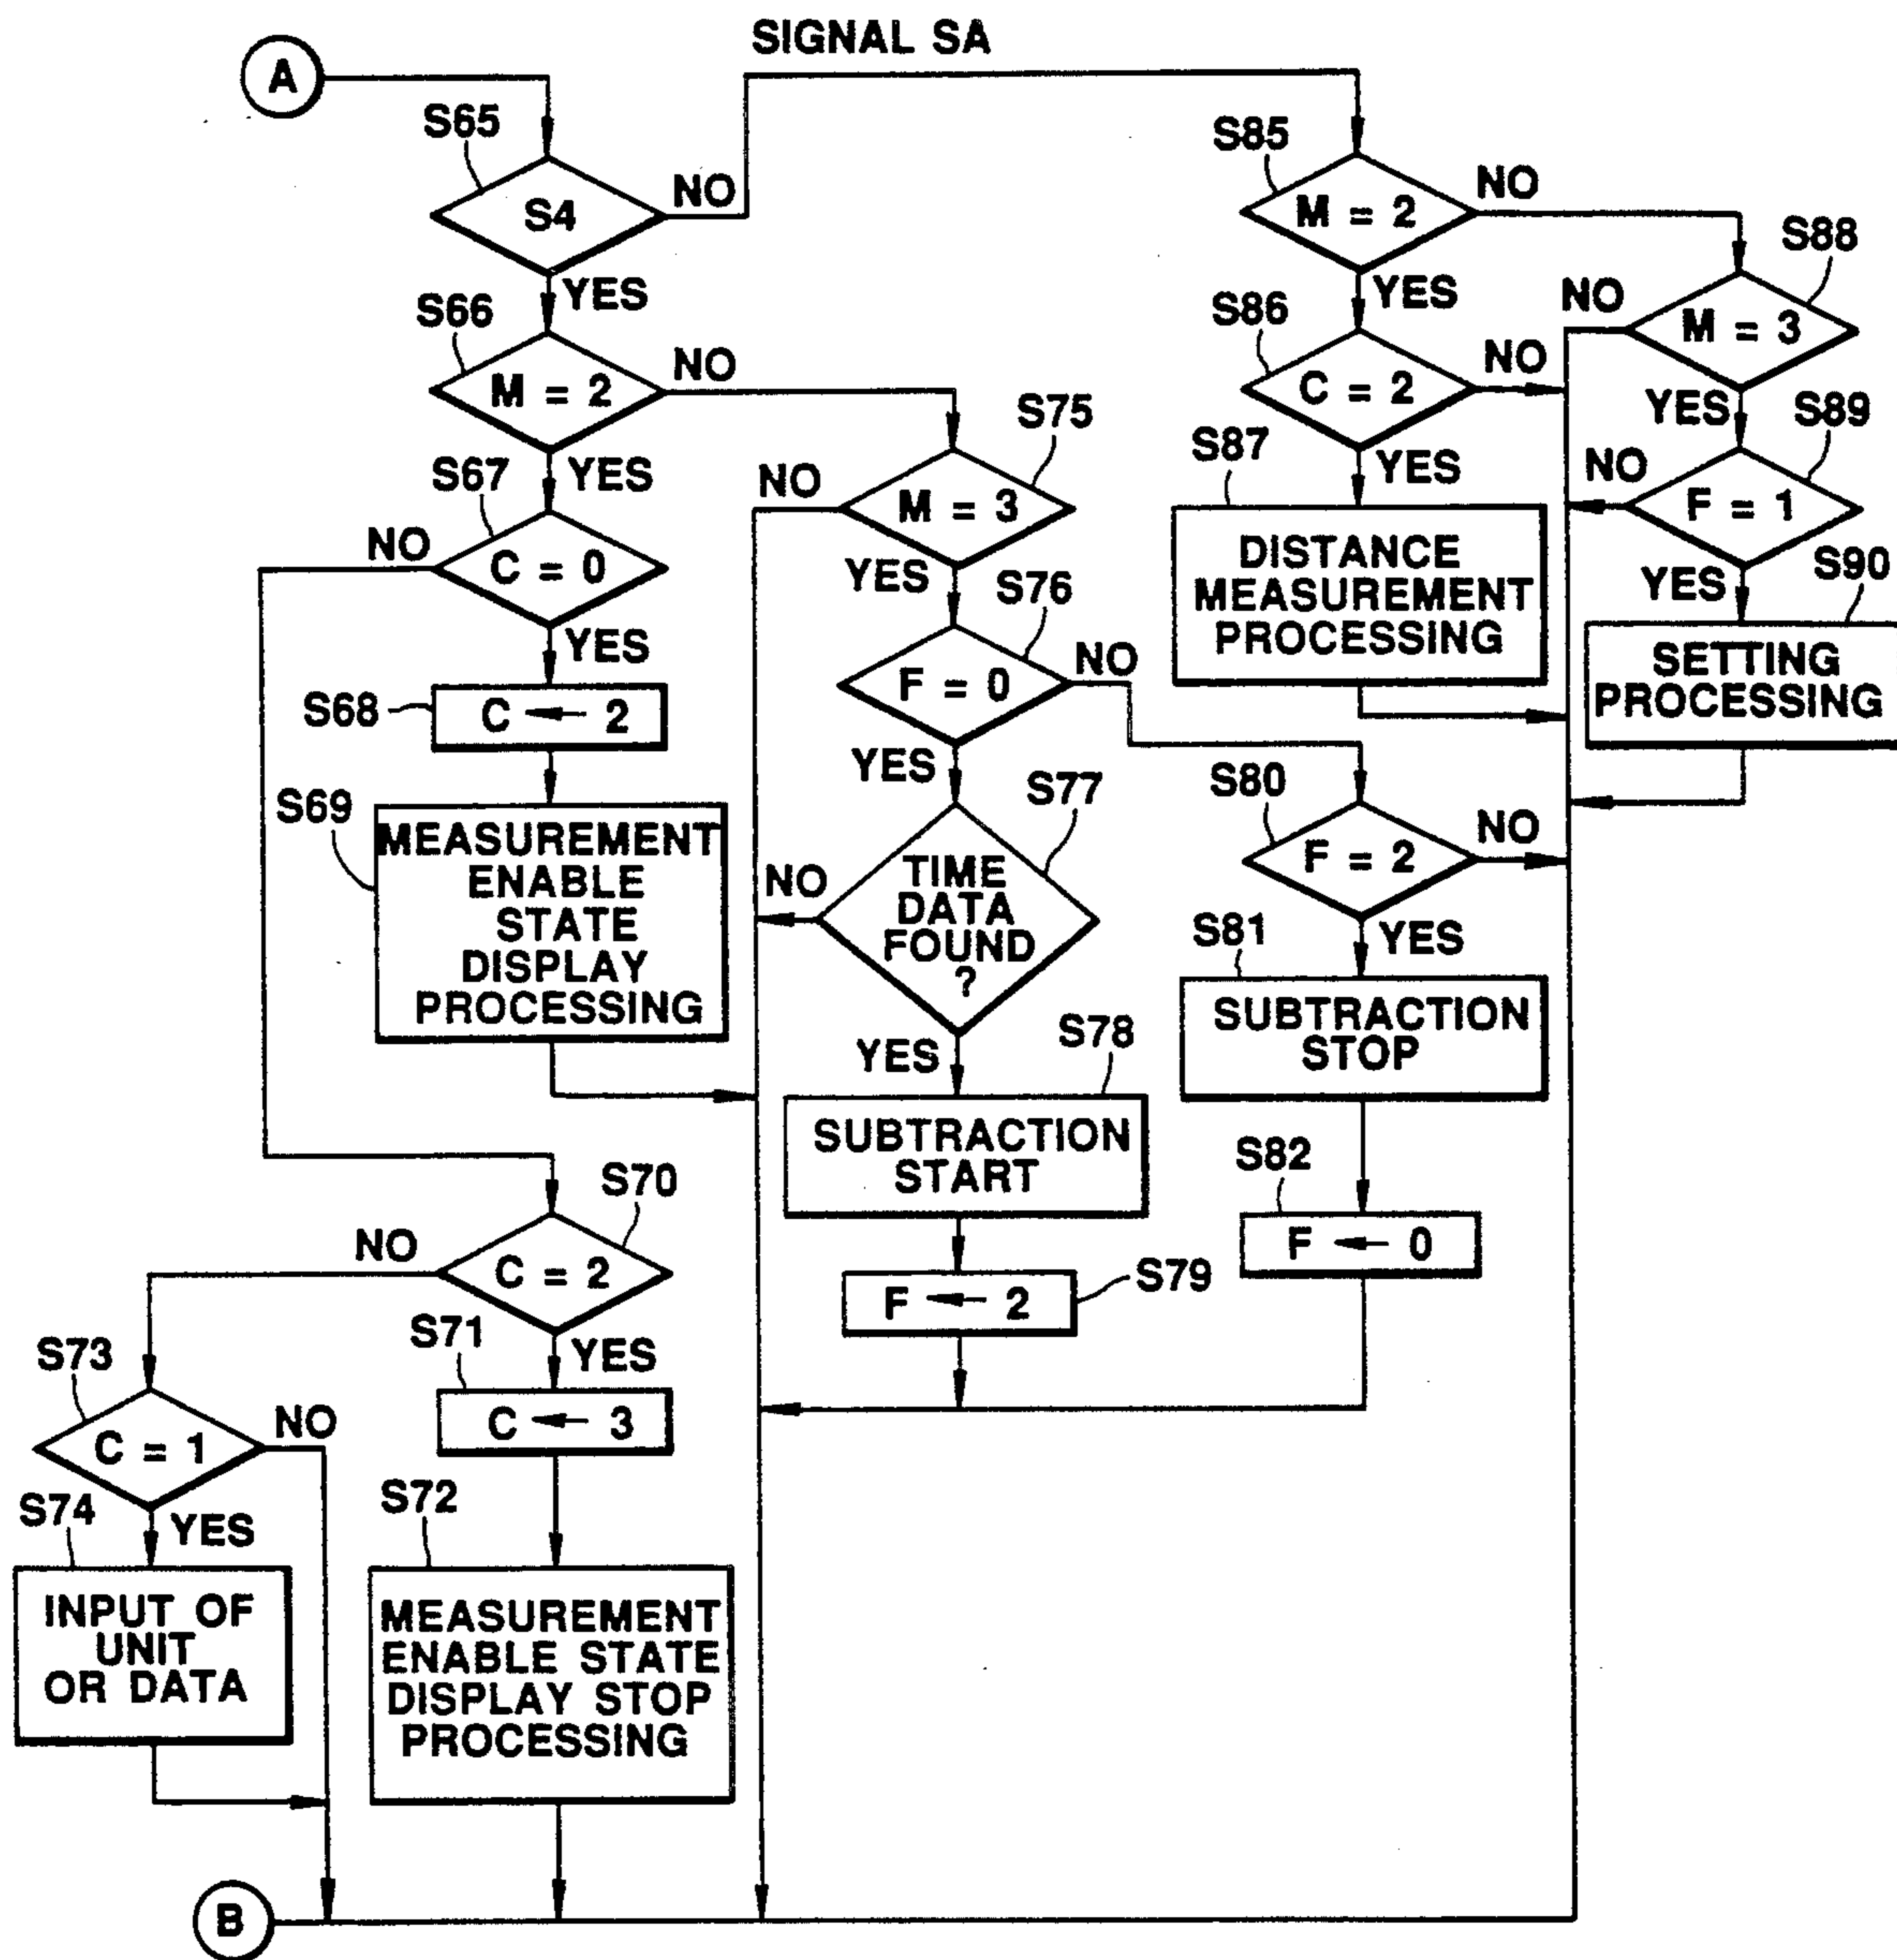 SIGNAL SA
A
S65
S4
NO
YES
S66
M = 2
NO
YES
S67
C = 0
NO
YES
S68
C ← 2
S69
MEASUREMENT
ENABLE
STATE
DISPLAY
PROCESSING
S70
C = 2
NO
YES
S71
C ← 3
S72
MEASUREMENT
ENABLE STATE
DISPLAY STOP
PROCESSING
S73
C = 1
NO
YES
S74
INPUT OF
UNIT
OR DATA
S75
M = 3
NO
YES
S76
F = 0
NO
YES
S77
TIME
DATA
FOUND
?
NO
YES
S78
SUBTRACTION
START
S79
F ← 2
S80
F = 2
NO
YES
S81
SUBTRACTION
STOP
S82
F ← 0
S85
M = 2
NO
YES
S86
C = 2
NO
YES
S87
DISTANCE
MEASUREMENT
PROCESSING
S88
M = 3
NO
YES
S89
F = 1
NO
YES
S90
SETTING
PROCESSING
B